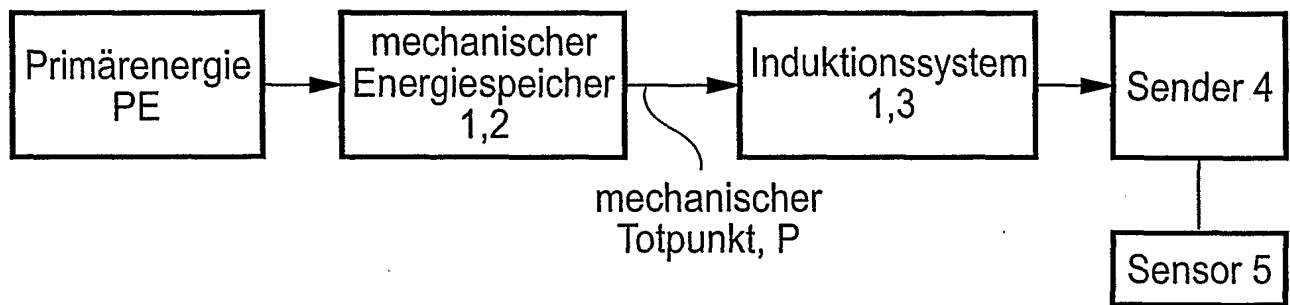 Primärenergie
PE
mechanischer
Energiespeicher
1,2
Induktionssystem
1,3
Sender 4
mechanischer
Totpunkt, P
Sensor 5